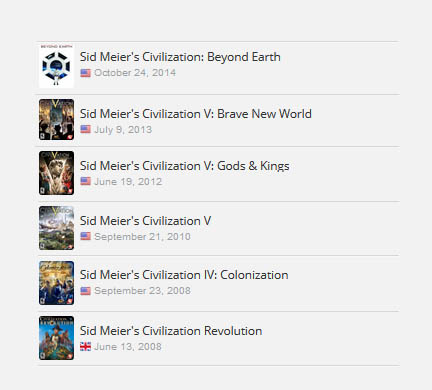 BEYOND EARTH
Sid Meier's Civilization: Beyond Earth
October 24, 2014
Sid Meier's Civilization V: Brave New World
July 9, 2013
Sid Meier's Civilization V: Gods & Kings
June 19, 2012
Sid Meier's Civilization V
September 21, 2010
Sid Meier's Civilization IV: Colonization
September 23, 2008
Sid Meier's Civilization Revolution
June 13, 2008